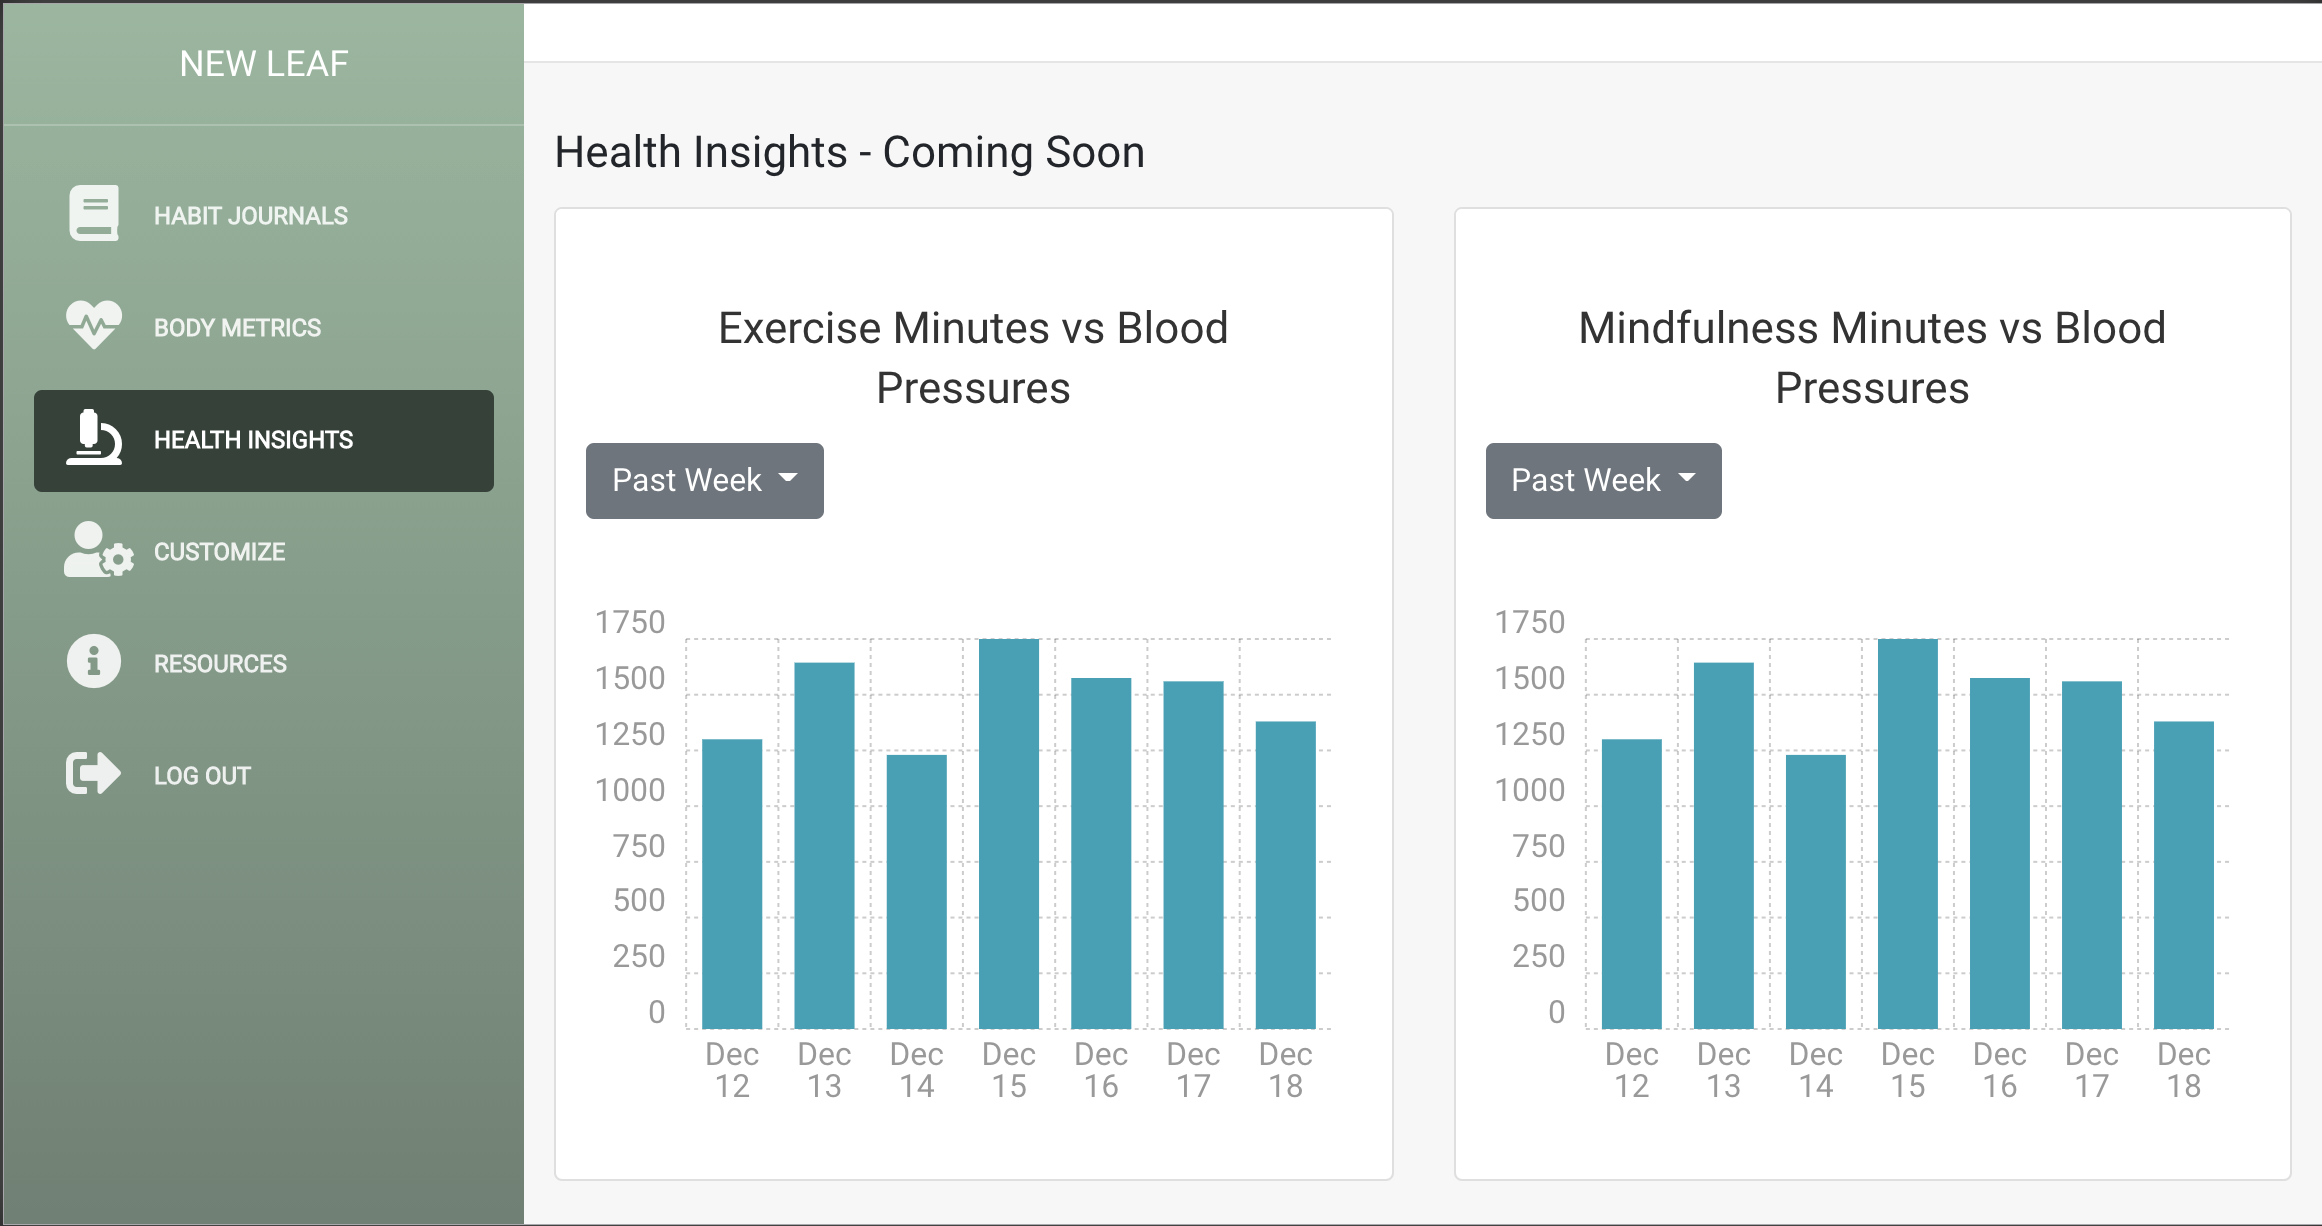 NEW LEAF
HABIT JOURNALS
BODY METRICS
HEALTH INSIGHTS
CUSTOMIZE
RESOURCES
LOG OUT
Health Insights - Coming Soon
Exercise Minutes vs Blood
Pressures
Past Week
1750
1500
1250
1000
750
500
250
0
Dec Dec Dec Dec Dec Dec Dec
12 13 14 15 16 17 18
Mindfulness Minutes vs Blood
Pressures
Past Week
1750
1500
1250
1000
750
500
250
0
Dec Dec Dec Dec Dec Dec Dec
12 13 14 15 16 17 18